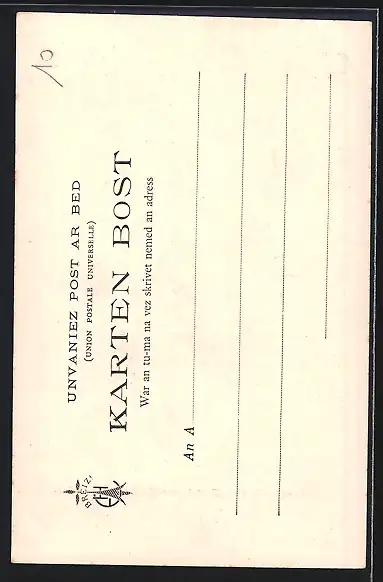 UNVANIEZ POST AR BED
(UNION POSTALE UNIVERSELLE)
KARTEN BOST
War an tu-ma na vez skrivet nemed an adress
An A
BREIZ
10